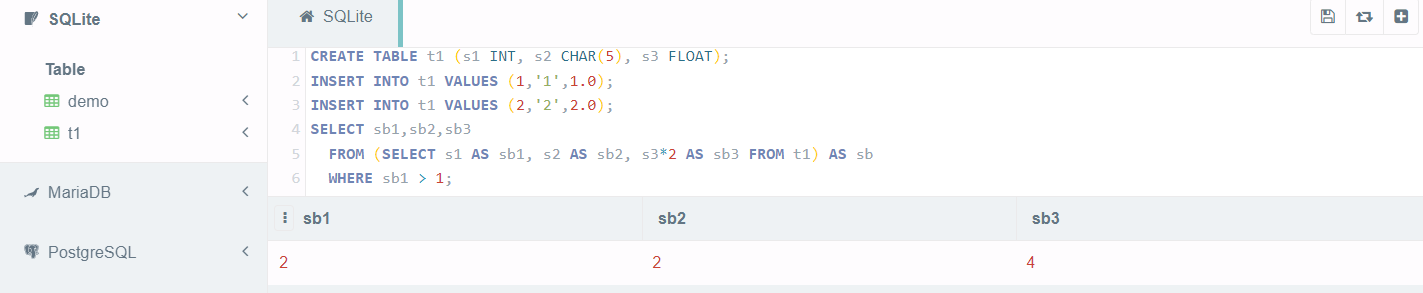 SQLite
Table
demo
t1
MariaDB
PostgreSQL
SQLite
1 CREATE TABLE t1 (s1 INT, s2 CHAR(5), s3 FLOAT);
2 INSERT INTO t1 VALUES (1,'1',1.0);
3 INSERT INTO t1 VALUES (2,'2',2.0);
4 SELECT sb1,sb2,sb3
5   FROM (SELECT s1 AS sb1, s2 AS sb2, s3*2 AS sb3 FROM t1) AS sb
6   WHERE sb1 > 1;
sb1 sb2 sb3
2 2 4